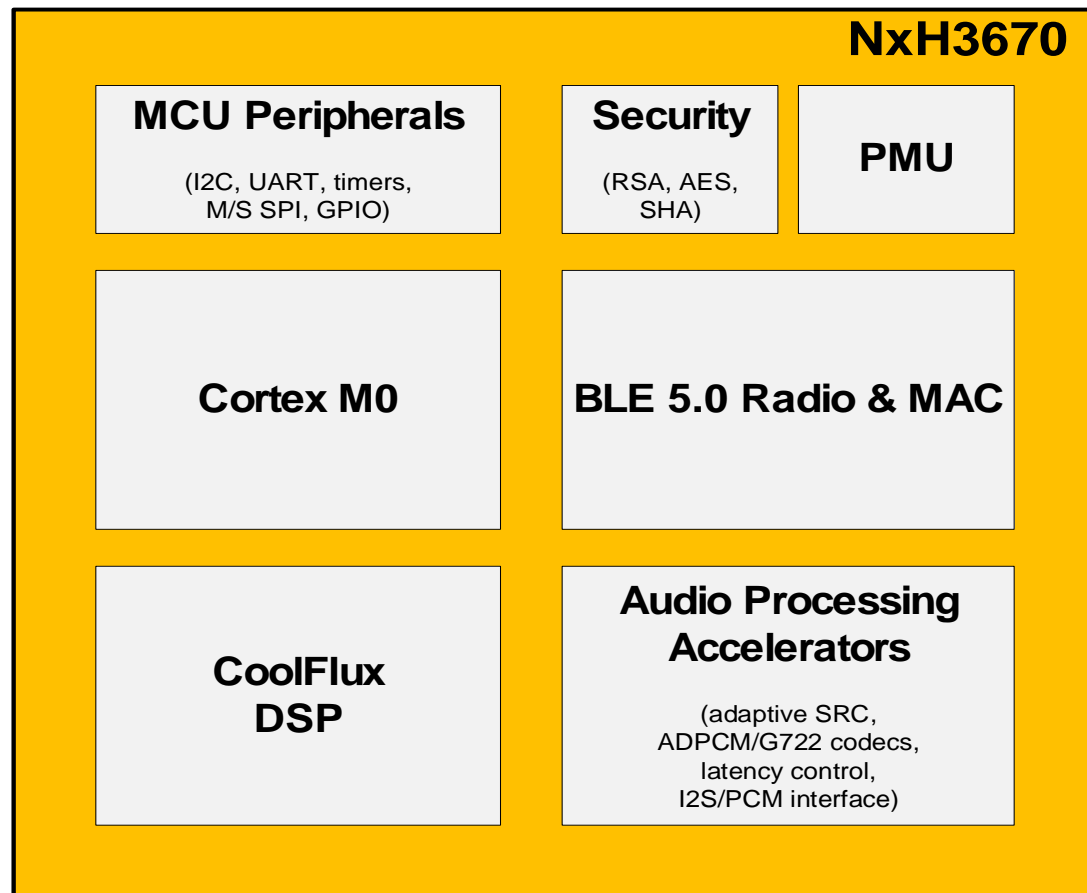 NxH3670
MCU Peripherals
(I2C, UART, timers,
M/S SPI, GPIO)
Security
(RSA, AES,
SHA)
PMU
Cortex M0
BLE 5.0 Radio & MAC
CoolFlux
DSP
Audio Processing
Accelerators
(adaptive SRC,
ADPCM/G722 codecs,
latency control,
I2S/PCM interface)